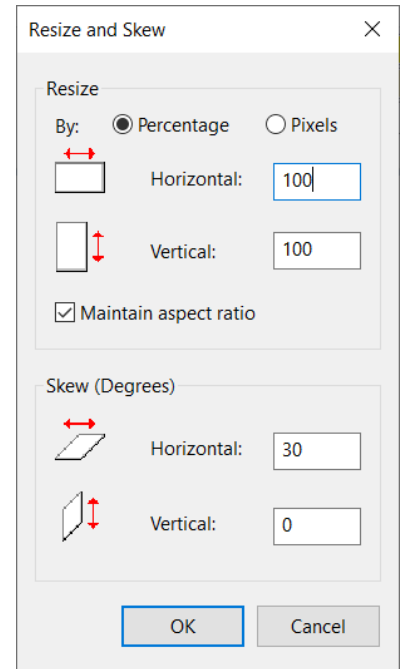 Resize and Skew
Resize
By: Percentage Pixels
Horizontal: 100
Vertical: 100
Maintain aspect ratio
Skew (Degrees)
Horizontal: 30
Vertical: 0
OK Cancel